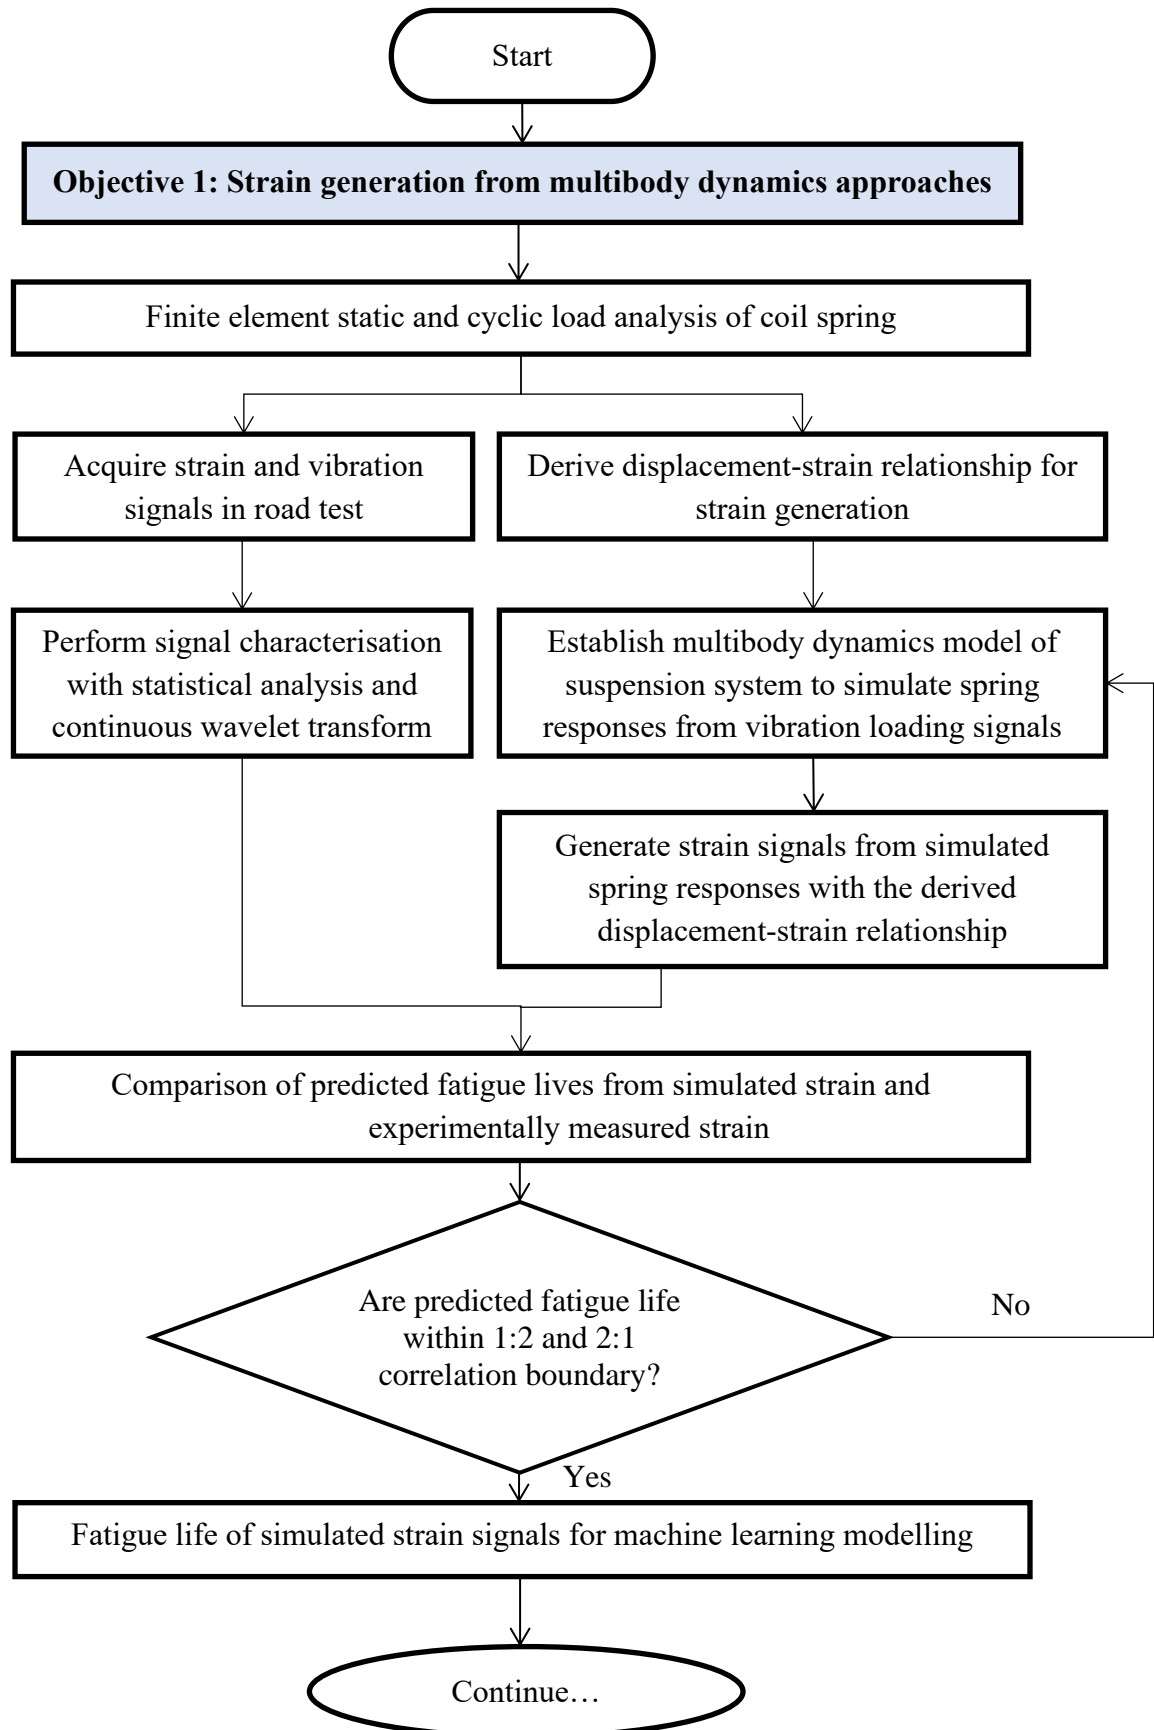 Start
Objective 1: Strain generation from multibody dynamics approaches
Finite element static and cyclic load analysis of coil spring
Acquire strain and vibration
signals in road test
Derive displacement-strain relationship for
strain generation
Perform signal characterisation
with statistical analysis and
continuous wavelet transform
Establish multibody dynamics model of
suspension system to simulate spring
responses from vibration loading signals
Generate strain signals from simulated
spring responses with the derived
displacement-strain relationship
Comparison of predicted fatigue lives from simulated strain and
experimentally measured strain
Are predicted fatigue life
within 1:2 and 2:1
correlation boundary?
No
Yes
Fatigue life of simulated strain signals for machine learning modelling
Continue…